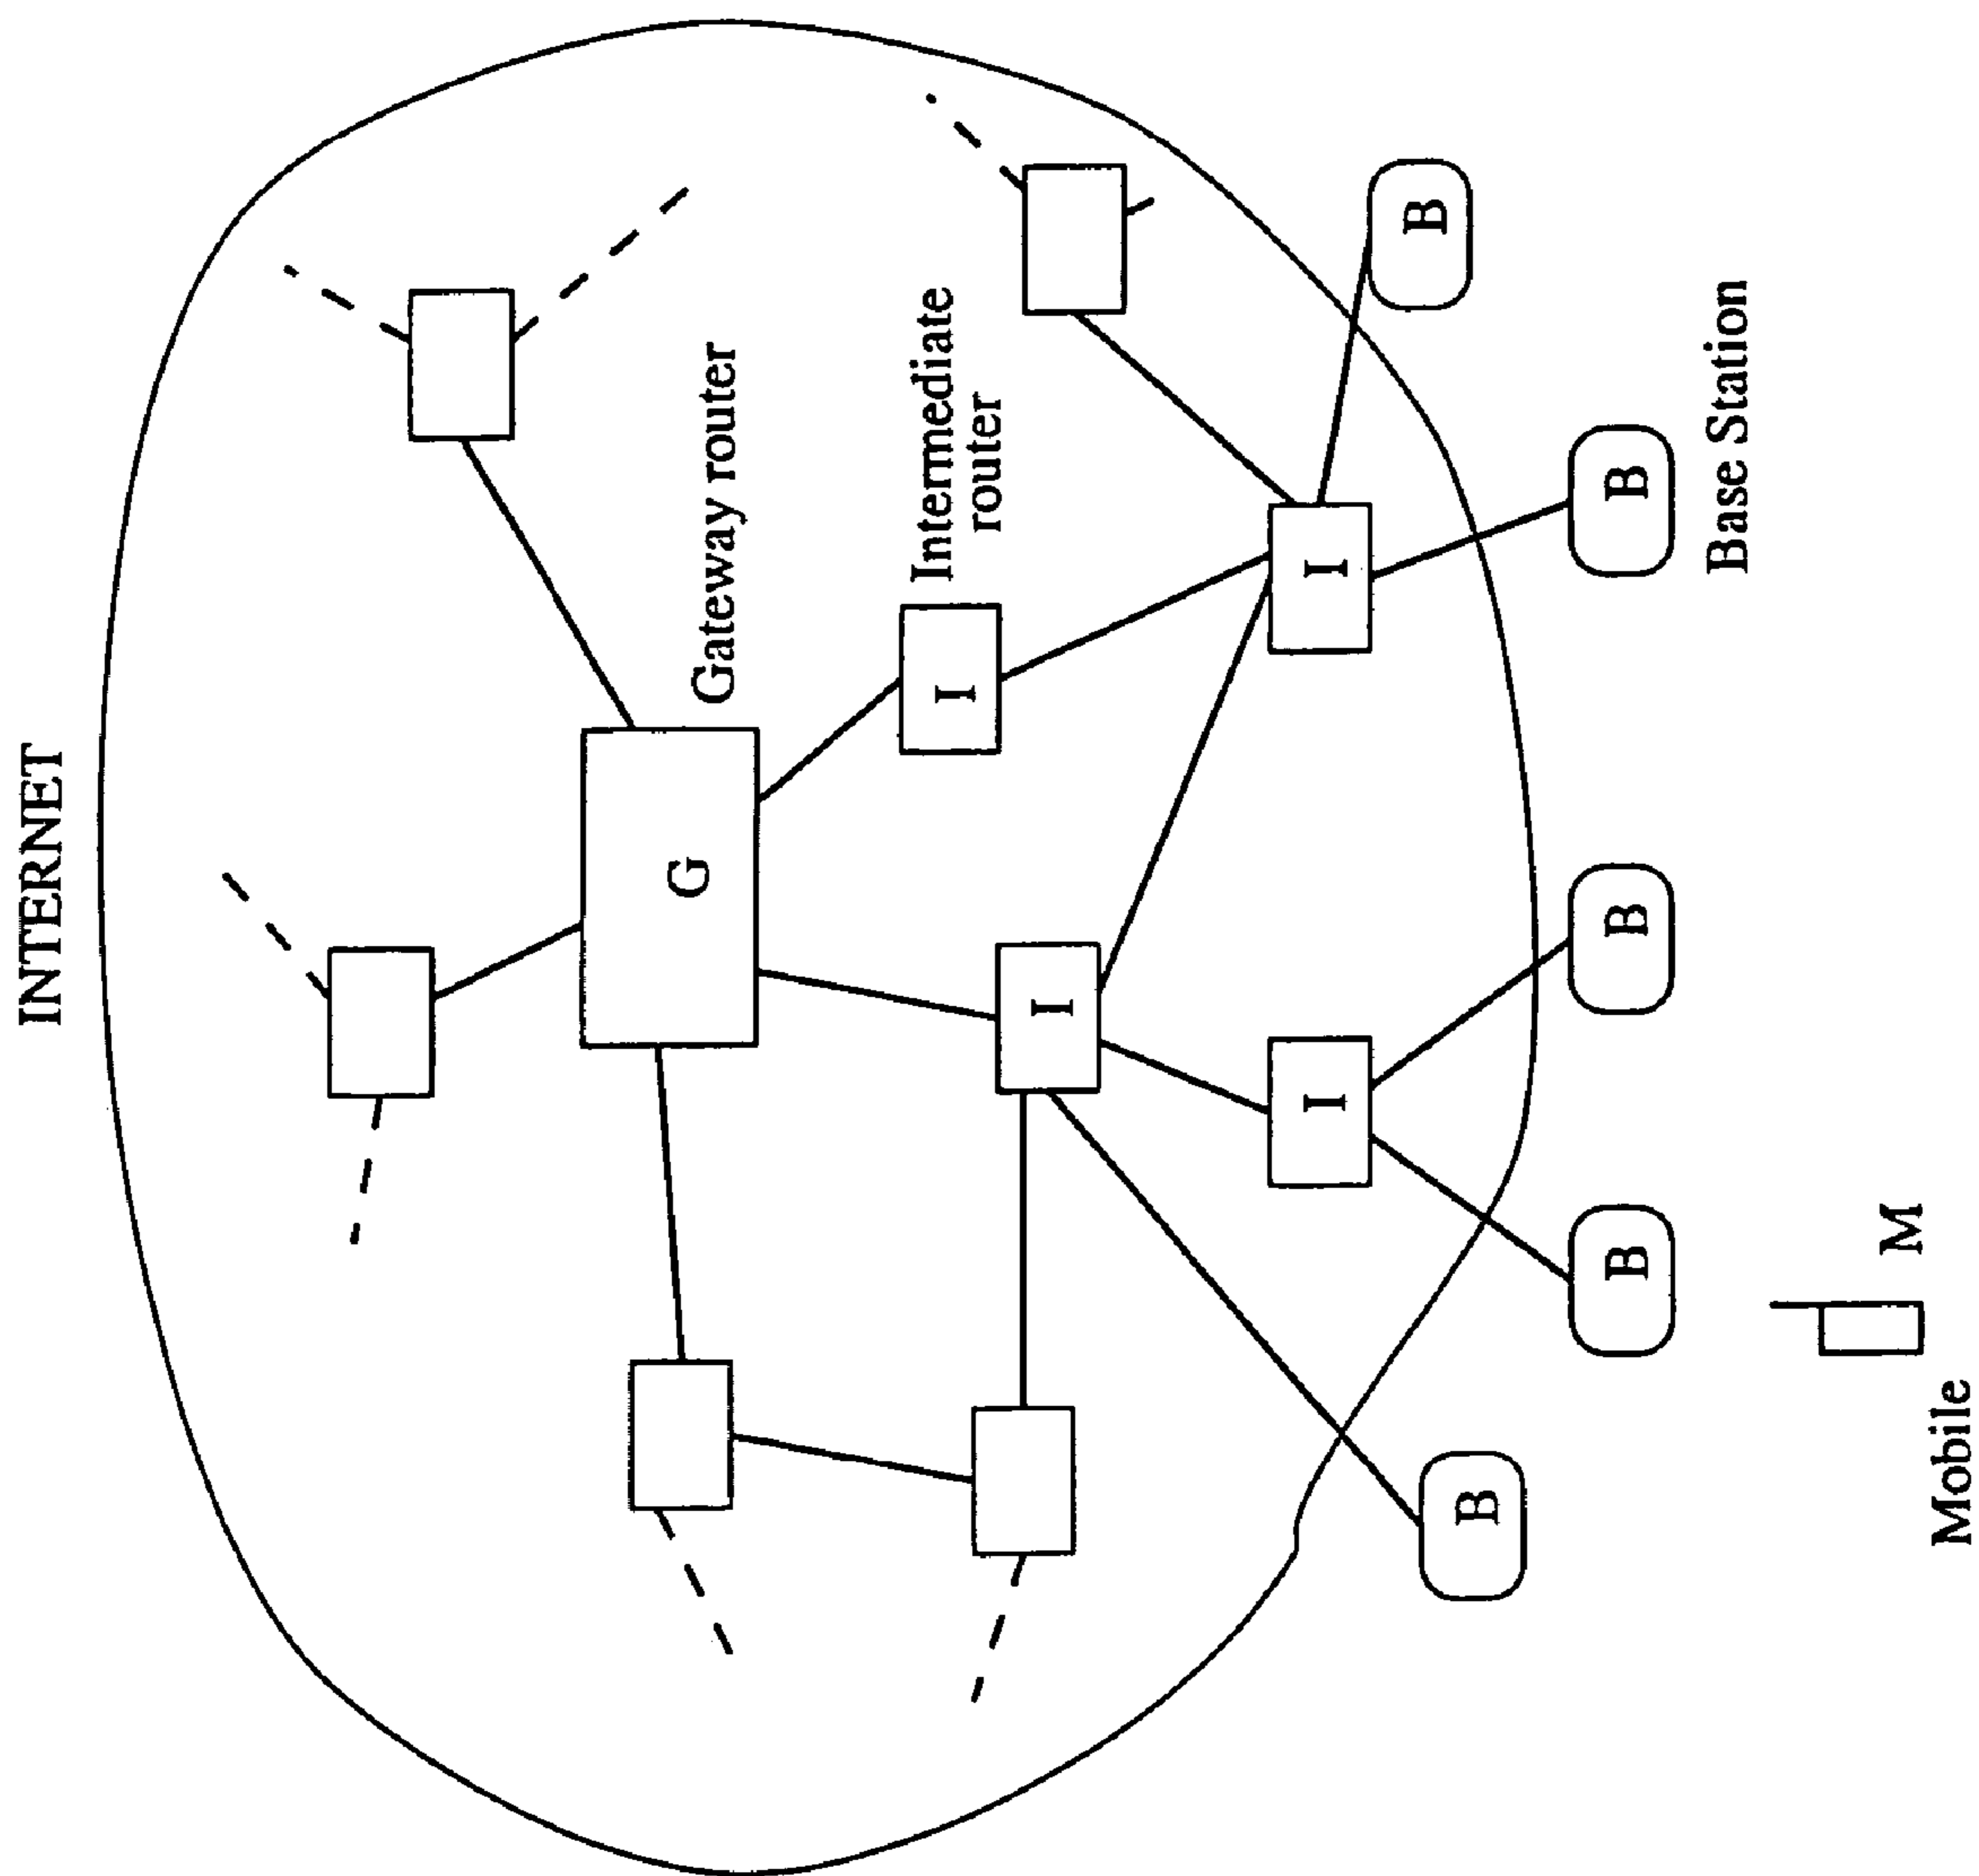 INTERNET
G
Gateway router
Intermediate
router
I
I
I
I
B
B
B
B
B
Base Station
M
Mobile